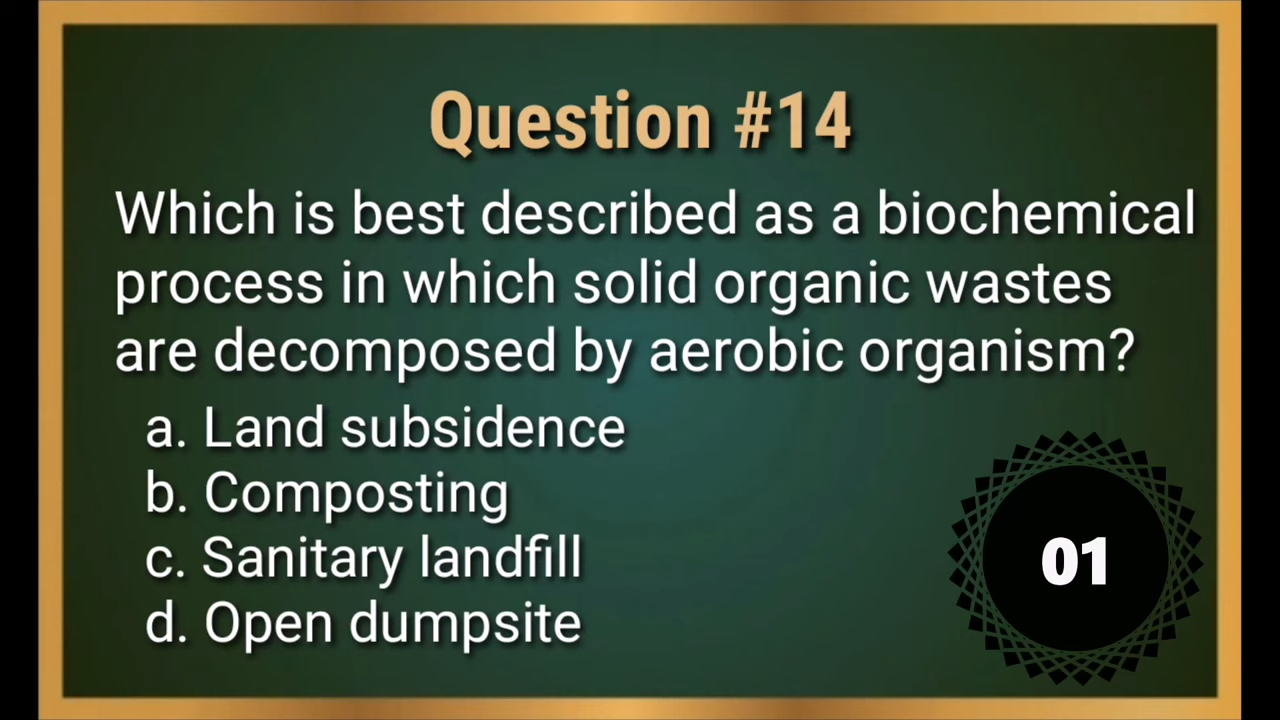 Question #14
Which is best described as a biochemical
process in which solid organic wastes
are decomposed by aerobic organism?
a. Land subsidence
b. Composting
c. Sanitary landfill
d. Open dumpsite
01